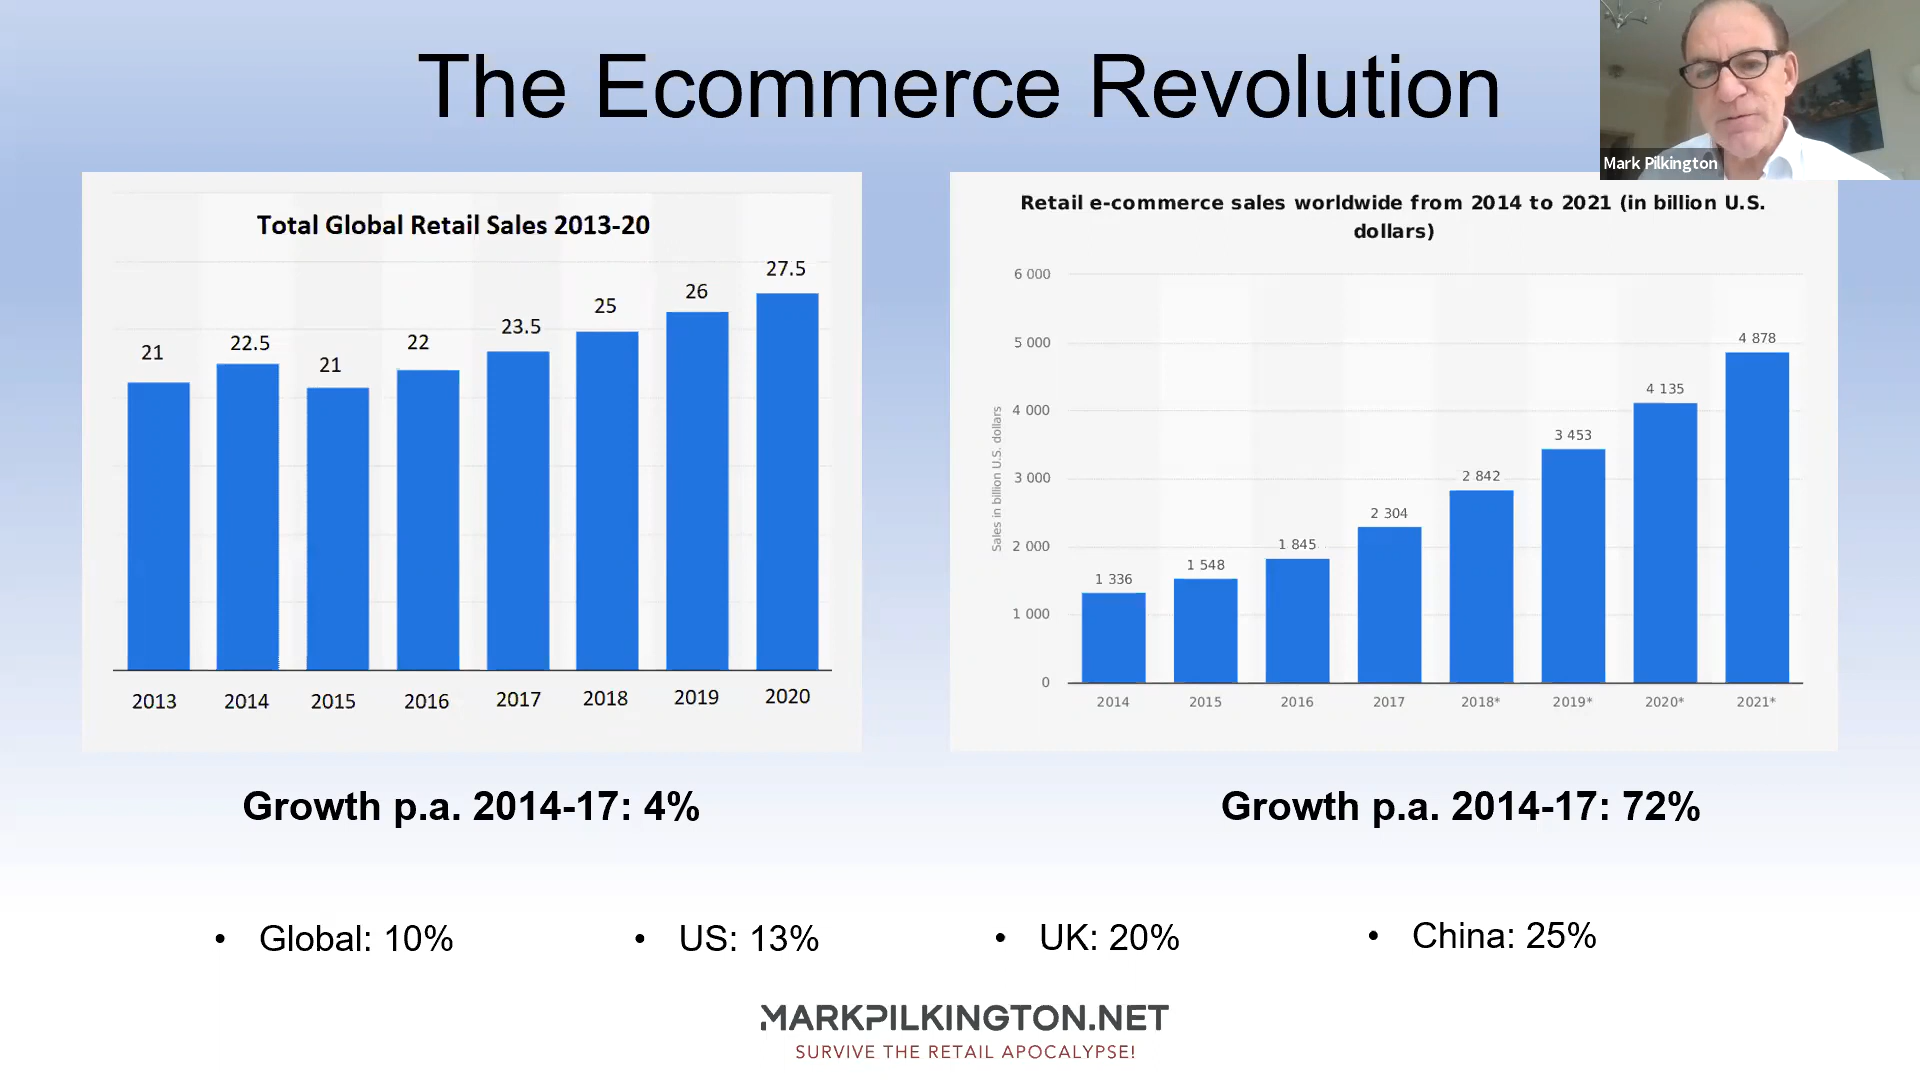 The Ecommerce Revolution
Mark Pilkington
Total Global Retail Sales 2013-20
21
22.5
21
22
23.5
25
26
27.5
2013
2014
2015
2016
2017
2018
2019
2020
Retail e-commerce sales worldwide from 2014 to 2021 (in billion U.S.
dollars)
Sales in billion U.S. dollars
6 000
5 000
4 000
3 000
2 000
1 000
0
1 336
1 548
1 845
2 304
2 842
3 453
4 135
4 878
2014
2015
2016
2017
2018*
2019*
2020*
2021*
Growth p.a. 2014-17: 4%
Growth p.a. 2014-17: 72%
• Global: 10%
• US: 13%
• UK: 20%
• China: 25%
MARKPILKINGTON.NET
SURVIVE THE RETAIL APOCALYPSE!